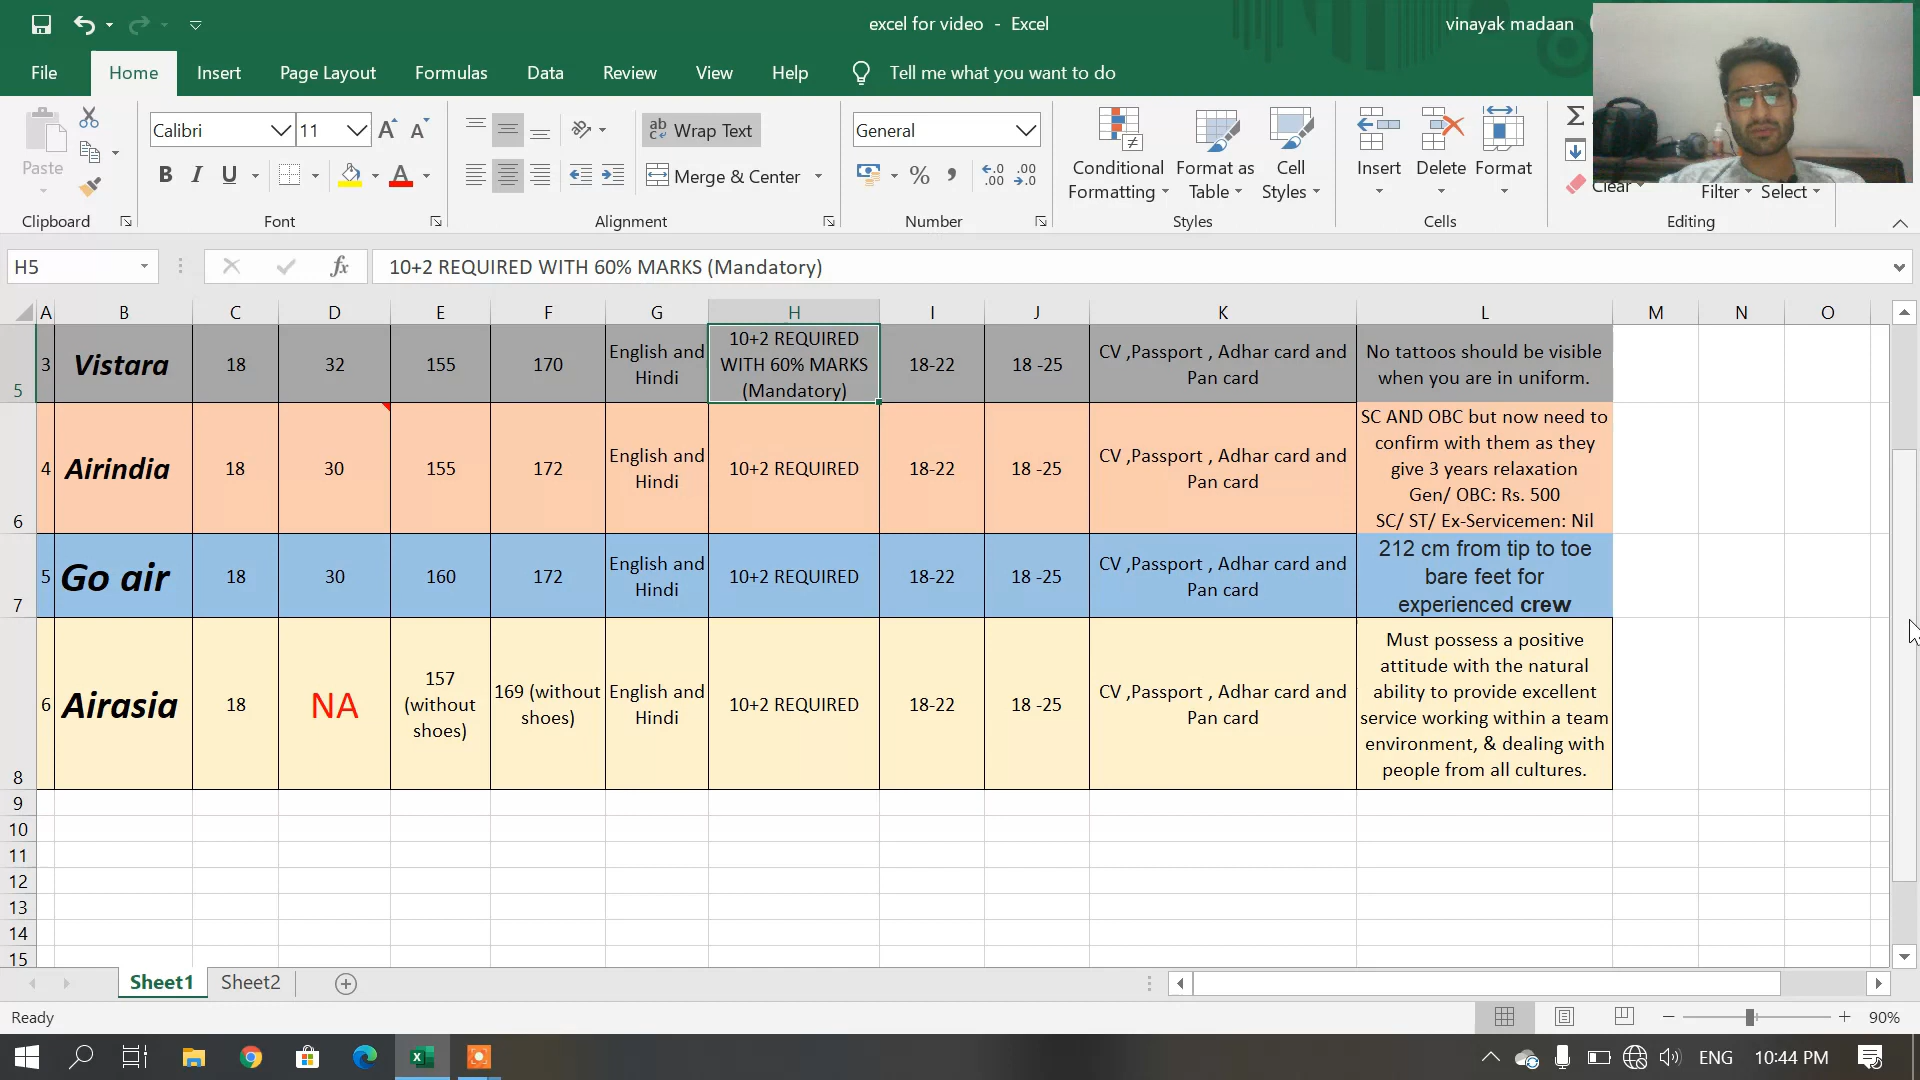 excel for video - Excel
vinayak madaan
File Home Insert Page Layout Formulas Data Review View Help Tell me what you want to do
Paste
Calibri 11 A A
ab c Wrap Text
General
B I U A
Merge & Center
% , .00 .00 .0
Conditional Formatting
Format as Table
Cell Styles
Insert Delete Format
Σ
Clear Filter Select
Clipboard Font Alignment Number Styles Cells Editing
H5 fx 10+2 REQUIRED WITH 60% MARKS (Mandatory)
A B C D E F G H I J K L M N O
5 3 Vistara 18 32 155 170
English and
Hindi
10+2 REQUIRED
WITH 60% MARKS
(Mandatory)
18-22 18 -25
CV ,Passport , Adhar card and
Pan card
No tattoos should be visible
when you are in uniform.
6 4 Airindia 18 30 155 172
English and
Hindi
10+2 REQUIRED 18-22 18 -25
CV ,Passport , Adhar card and
Pan card
SC AND OBC but now need to
confirm with them as they
give 3 years relaxation
Gen/ OBC: Rs. 500
SC/ ST/ Ex-Servicemen: Nil
7 5 Go air 18 30 160 172
English and
Hindi
10+2 REQUIRED 18-22 18 -25
CV ,Passport , Adhar card and
Pan card
212 cm from tip to toe
bare feet for
experienced crew
8 6 Airasia 18 NA
157
(without
shoes)
169 (without
shoes)
English and
Hindi
10+2 REQUIRED 18-22 18 -25
CV ,Passport , Adhar card and
Pan card
Must possess a positive
attitude with the natural
ability to provide excellent
service working within a team
environment, & dealing with
people from all cultures.
9
10
11
12
13
14
15
Sheet1 Sheet2
Ready
90%
ENG 10:44 PM